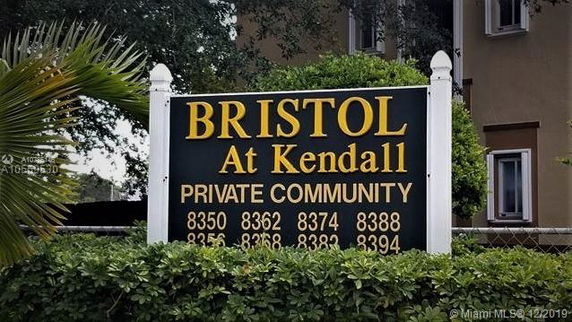 BRISTOL
At Kendall
PRIVATE COMMUNITY
8350 8362 8374 8388
8356 8368 8382 8394
©Miami MLS® 12/2019